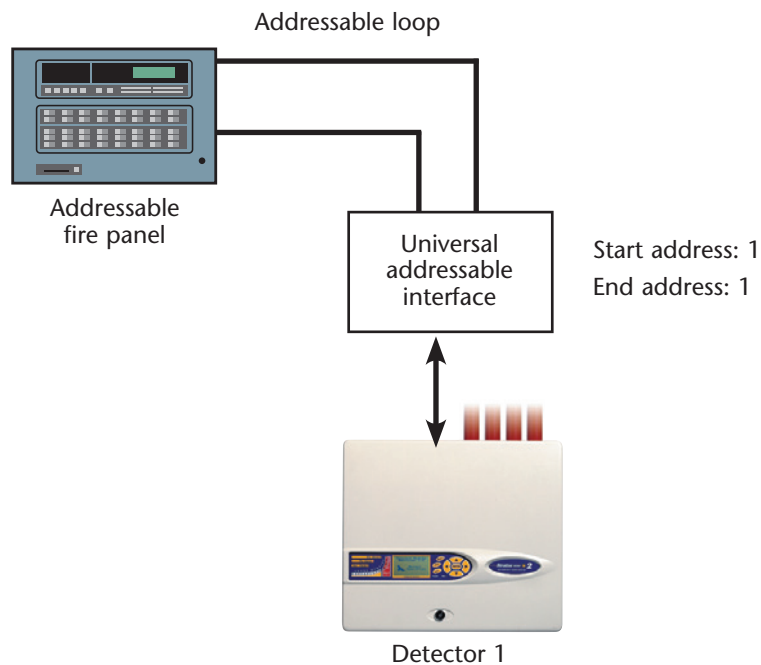 Addressable loop
Addressable
fire panel
Universal
addressable
interface
Start address: 1
End address: 1
Detector 1